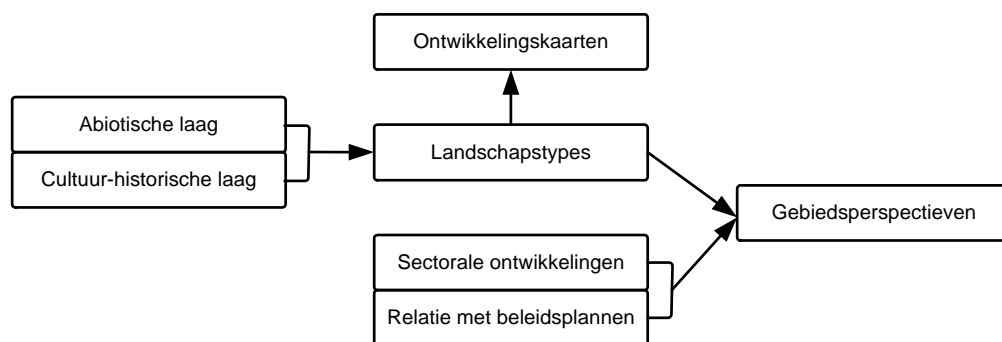 Ontwikkelingskaarten
Abiotische laag
Cultuur-historische laag
Landschapstypes
Gebiedsperspectieven
Sectorale ontwikkelingen
Relatie met beleidsplannen